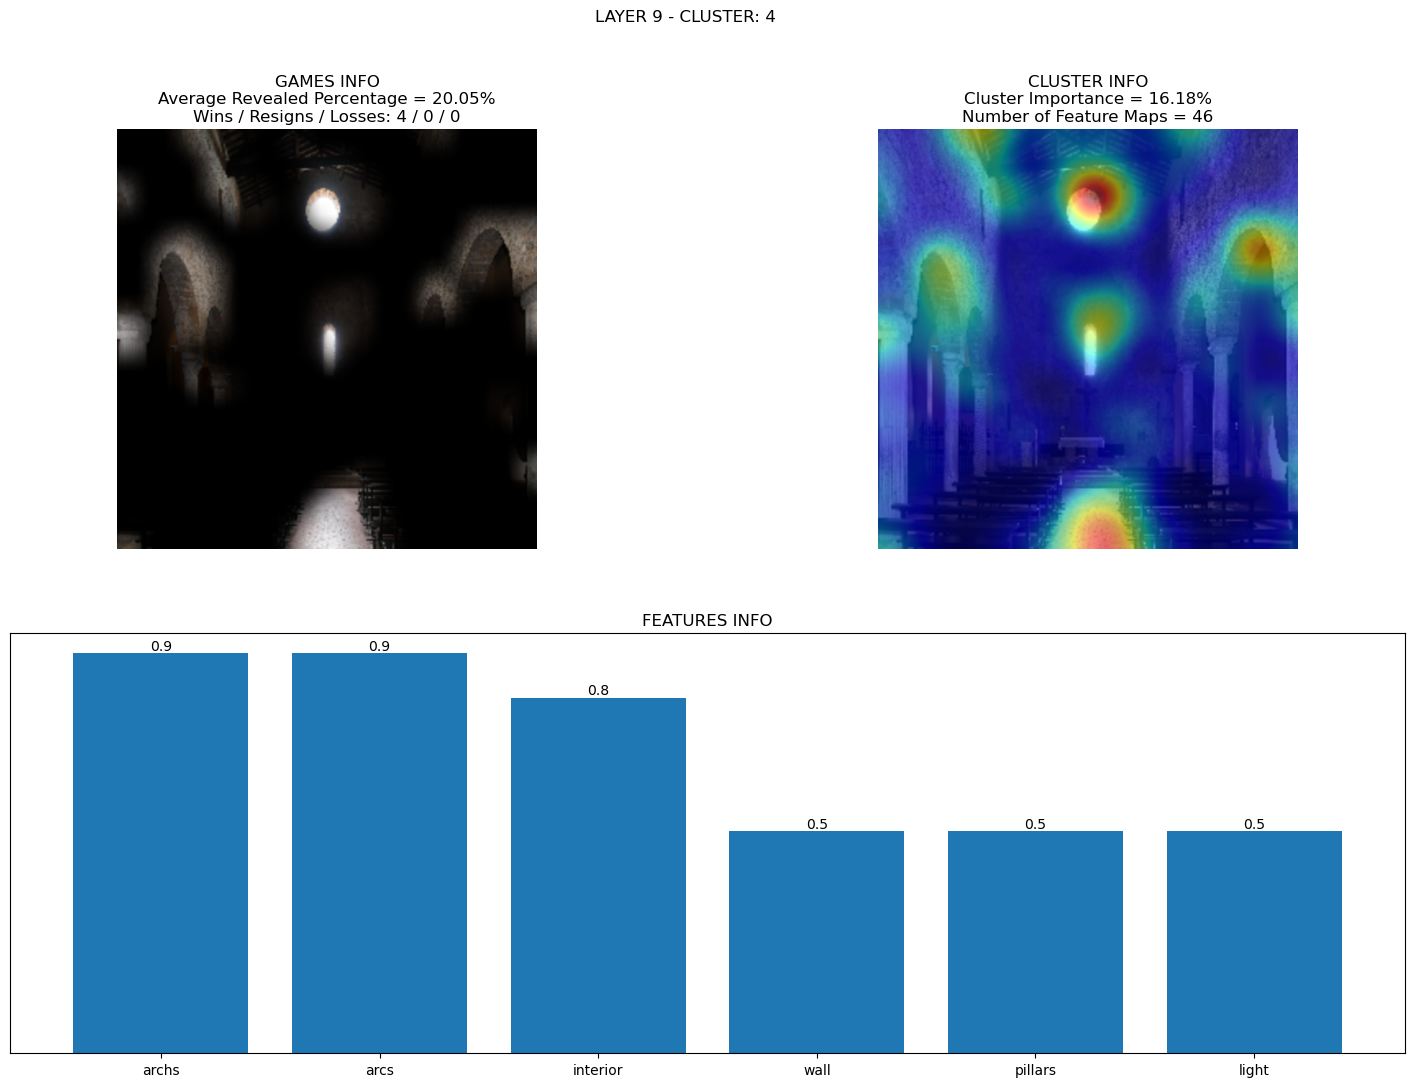 LAYER 9 - CLUSTER: 4
GAMES INFO
Average Revealed Percentage = 20.05%
Wins / Resigns / Losses: 4 / 0 / 0
CLUSTER INFO
Cluster Importance = 16.18%
Number of Feature Maps = 46
FEATURES INFO
0.9
0.9
0.8
0.5
0.5
0.5
archs
arcs
interior
wall
pillars
light